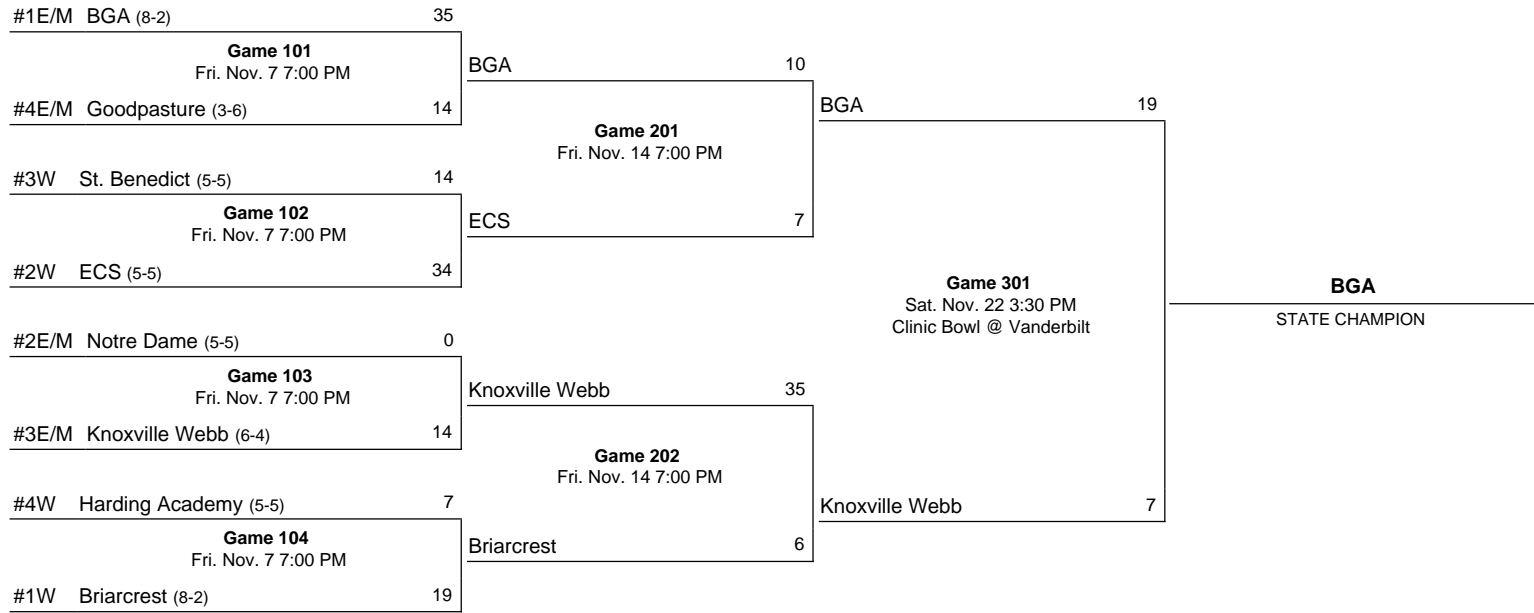 #1E/M BGA (8-2) 35
Game 101
Fri. Nov. 7 7:00 PM
#4E/M Goodpasture (3-6) 14
BGA 10
#3W St. Benedict (5-5) 14
Game 102
Fri. Nov. 7 7:00 PM
#2W ECS (5-5) 34
Game 201
Fri. Nov. 14 7:00 PM
ECS 7
BGA 19
#2E/M Notre Dame (5-5) 0
Game 103
Fri. Nov. 7 7:00 PM
#3E/M Knoxville Webb (6-4) 14
Knoxville Webb 35
#4W Harding Academy (5-5) 7
Game 104
Fri. Nov. 7 7:00 PM
#1W Briarcrest (8-2) 19
Game 202
Fri. Nov. 14 7:00 PM
Briarcrest 6
Knoxville Webb 7
Game 301
Sat. Nov. 22 3:30 PM
Clinic Bowl @ Vanderbilt
BGA
STATE CHAMPION